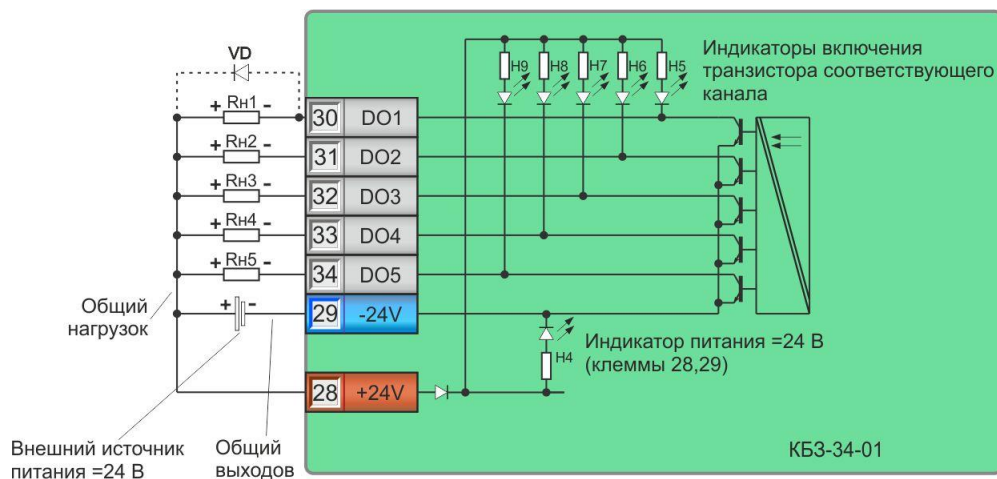 VD
Rн1
+ -
Rн2
+ -
Rн3
+ -
Rн4
+ -
Rн5
+ -
+ -
Общий
нагрузок
Внешний источник
питания =24 В
Общий
выходов
30 DO1
31 DO2
32 DO3
33 DO4
34 DO5
29 -24V
28 +24V
H9 H8 H7 H6 H5
Индикаторы включения
транзистора соответствующего
канала
H4
Индикатор питания =24 В
(клеммы 28,29)
КБЗ-34-01